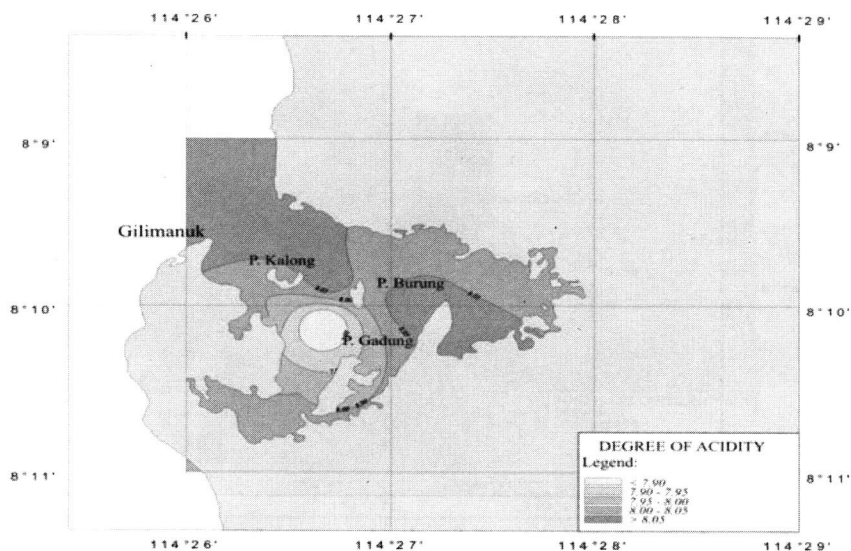 114°26' 114°27' 114°28' 114°29'
8°9' 8°9'
Gilimanuk
P. Kalong
P. Burung
8°10' 8°10'
P. Gadung
DEGREE OF ACIDITY
Legend:
< 7.90
7.90 - 7.95
7.95 - 8.00
8.00 - 8.05
> 8.05
8°11' 8°11'
114°26' 114°27' 114°28' 114°29'